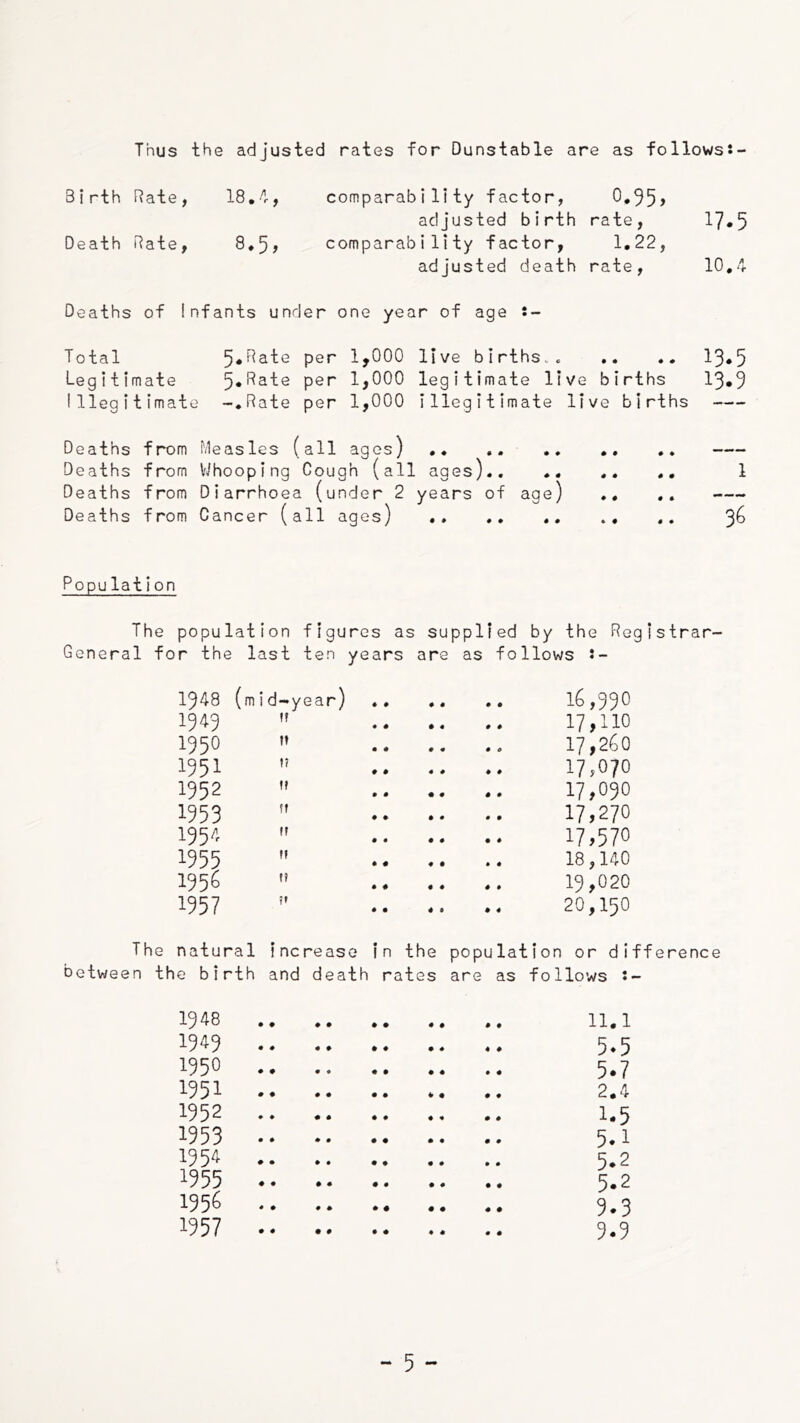 Thus the adjusted rates for Dunstable are as follows:-
Birth Rate, 18.4, comparability factor, 0.95,
adjusted birth rate, 17.5
Death Rate, 8.5, comparability factor, 1.22,
adjusted death rate, 10.4
Deaths of Infants under one year of age :-
Total 5.Rate per 1,000 live births.. .. .. 13.5
Legitimate 5.Rate per 1,000 legitimate live births 13.9
Illegitimate -.Rate per 1,000 illegitimate live births ---
Deaths from Measles (all ages) .. .. .. .. .. ---
Deaths from Whooping Cough (all ages).. .. .. .. 1
Deaths from Diarrhoea (under 2 years of age) .. .. ---
Deaths from Cancer (all ages) .. .. .. .. .. 36
Population
The population figures as supplied by the Registrar-
General for the last ten years are as follows :-
1948 (mid-year) .. .. .. 16,990
1949 " .. .. .. 17,110
1950 " .. .. .. 17,260
1951 " .. .. .. 17,070
1952 " .. .. .. 17,090
1953 " .. .. .. 17,270
1954 " .. .. .. 17,570
1955 " .. .. .. 18,140
1956 " .. .. .. 19,020
1957 " .. .. .. 20,150
The natural increase in the population or difference
between the birth and death rates are as follows :-
1948 .. .. .. .. .. 11.1
1949 .. .. .. .. .. 5.5
1950 .. .. .. .. .. 5.7
1951 .. .. .. .. .. 2.4
1952 .. .. .. .. .. 1.5
1953 .. .. .. .. .. 5.1
1954 .. .. .. .. .. 5.2
1955 .. .. .. .. .. 5.2
1956 .. .. .. .. .. 9.3
1957 .. .. .. .. .. 9.9
- 5 -